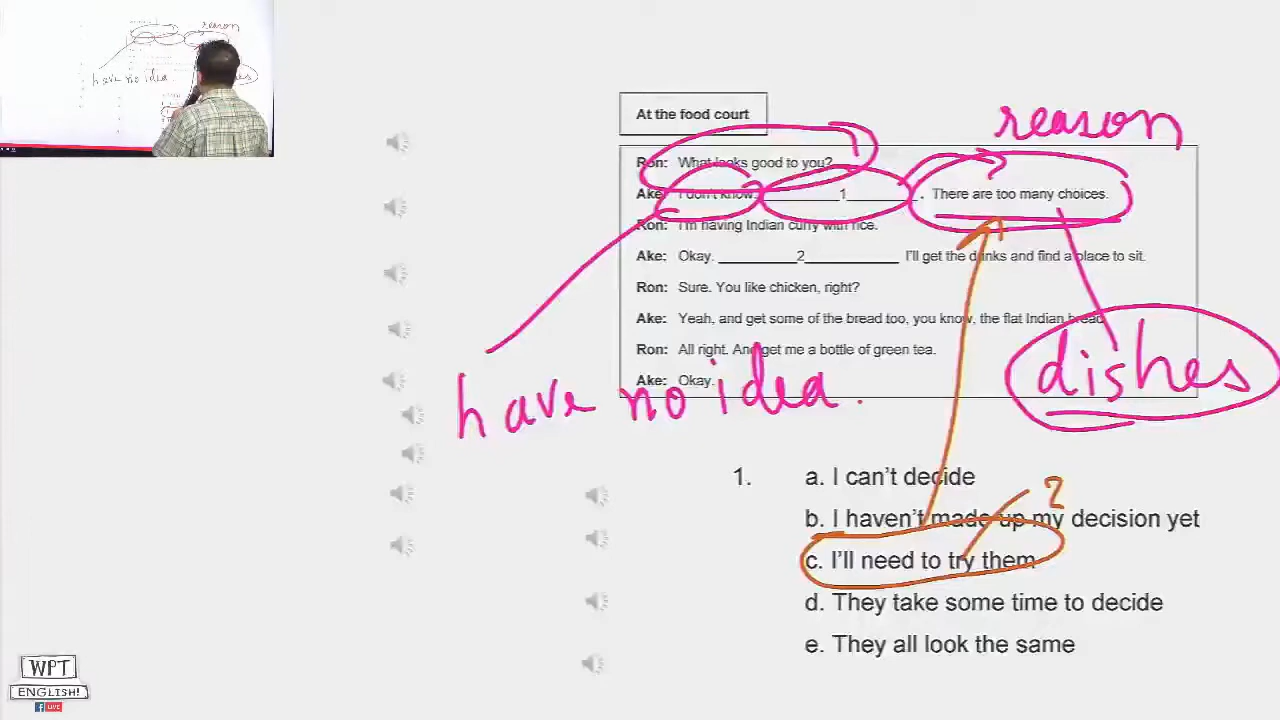 reason
have no idea
At the food court
reason
Ron: What looks good to you?
Ake: I don't know. ________1________. There are too many choices.
Ron: I'm having Indian curry with rice.
Ake: Okay. ________2________ I'll get the drinks and find a place to sit.
Ron: Sure. You like chicken, right?
Ake: Yeah, and get some of the bread too, you know, the flat Indian bread.
Ron: All right. And get me a bottle of green tea.
Ake: Okay.
dishes
have no idea.
1. a. I can't decide
?
b. I haven't made up my decision yet
c. I'll need to try them
d. They take some time to decide
e. They all look the same
WPT
ENGLISH!
f LIVE